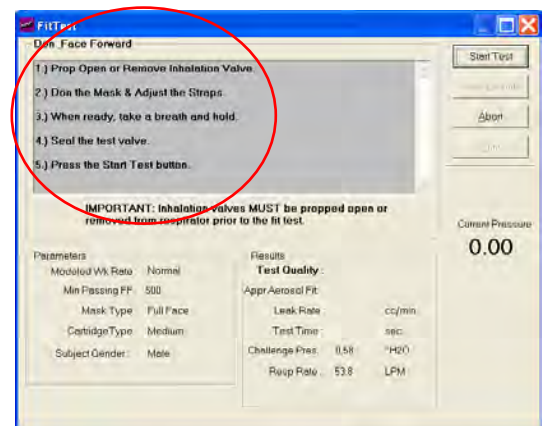 FitTest
Don Face Forward
1.) Prop Open or Remove Inhalation Valve.
2.) Don the Mask & Adjust the Straps.
3.) When ready, take a breath and hold.
4.) Seal the test valve.
5.) Press the Start Test button.
IMPORTANT: Inhalation valves MUST be propped open or
removed from respirator prior to the fit test.
Start Test
Abort
Current Pressure
0.00
Parameters
Modeled Wk Rate Normal
Min Passing FF 500
Mask Type Full Face
Cartridge Type Medium
Subject Gender: Male
Results
Test Quality:
Appr Aerosol Fit:
Leak Rate: cc/min
Test Time: sec.
Challenge Pres. 0.58 "H2O
Resp Rate: 53.8 LPM